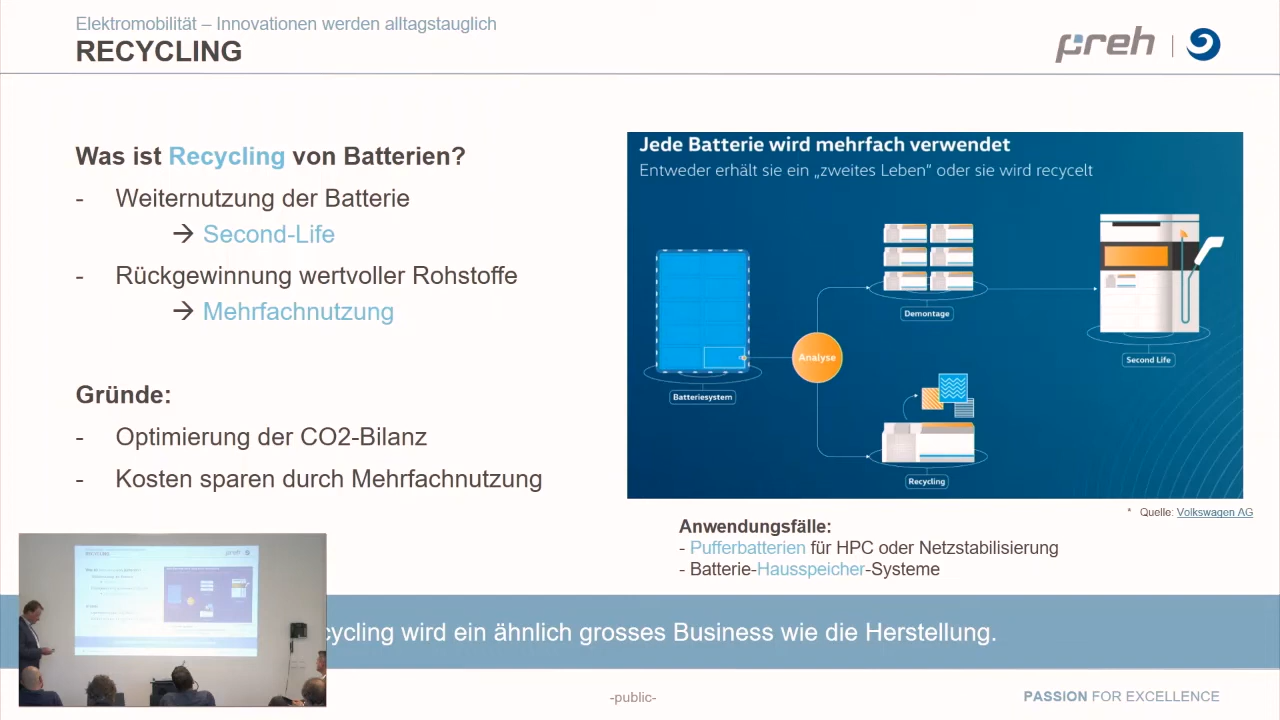 Elektromobilität – Innovationen werden alltagstauglich
RECYCLING
preh
Was ist Recycling von Batterien?
- Weiternutzung der Batterie
→ Second-Life
- Rückgewinnung wertvoller Rohstoffe
→ Mehrfachnutzung
Gründe:
- Optimierung der CO2-Bilanz
- Kosten sparen durch Mehrfachnutzung
Jede Batterie wird mehrfach verwendet
Entweder erhält sie ein „zweites Leben“ oder sie wird recycelt
Batteriesystem
Analyse
Demontage
Second Life
Recycling
* Quelle: Volkswagen AG
Anwendungsfälle:
- Pufferbatterien für HPC oder Netzstabilisierung
- Batterie-Hausspeicher-Systeme
cycling wird ein ähnlich grosses Business wie die Herstellung.
-public-
PASSION FOR EXCELLENCE